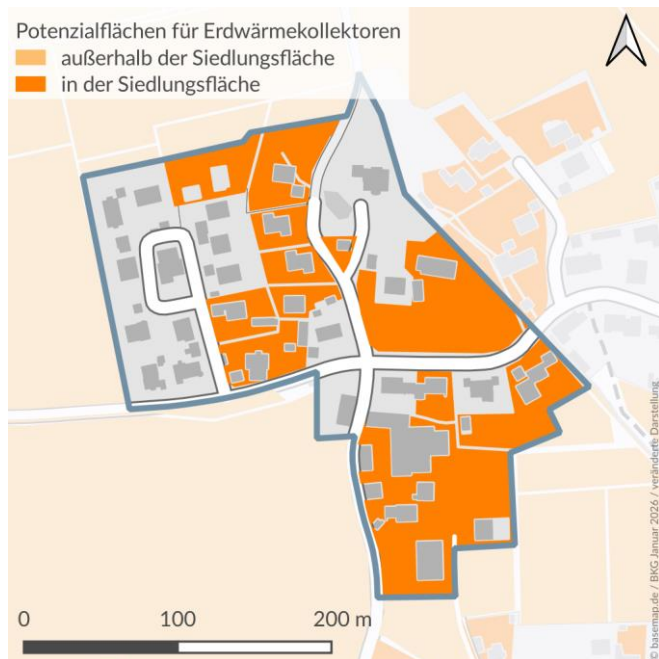 Potenzialflächen für Erdwärmekollektoren
außerhalb der Siedlungsfläche
in der Siedlungsfläche
0 100 200 m
© basemap.de / BKG Januar 2026 / veränderte Darstellung